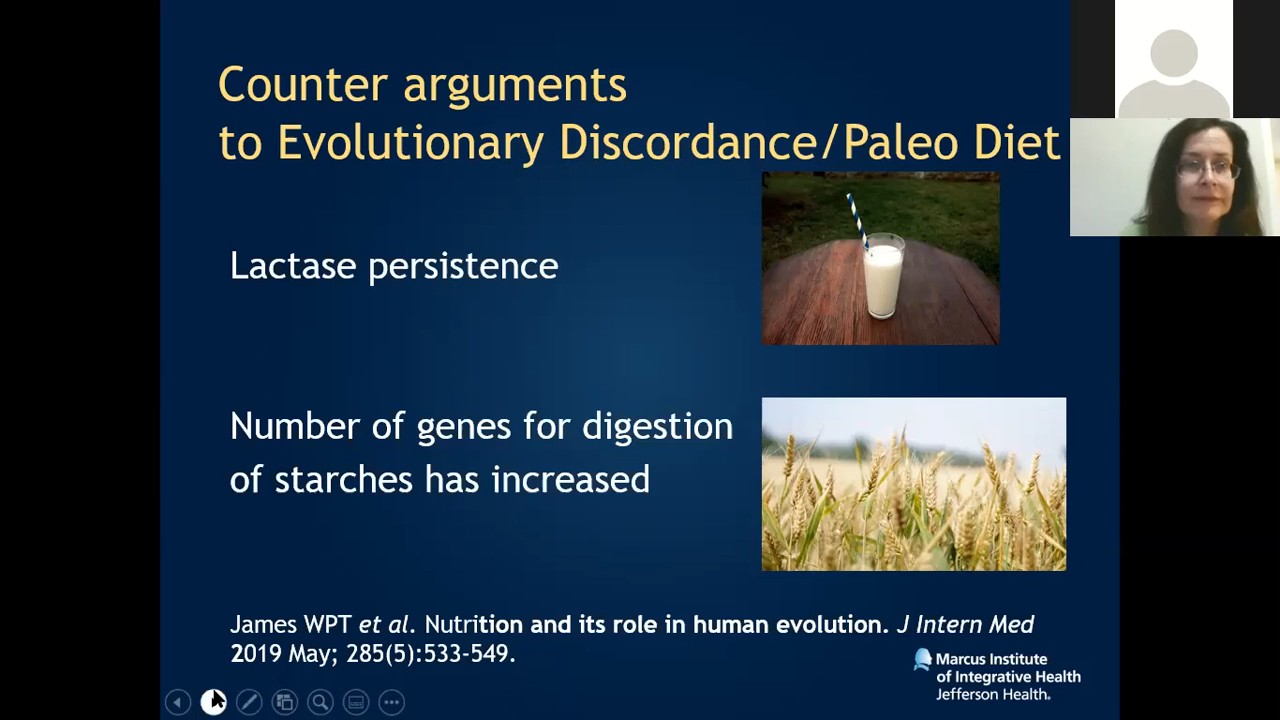 Counter arguments
to Evolutionary Discordance/Paleo Diet
Lactase persistence
Number of genes for digestion
of starches has increased
James WPT et al. Nutrition and its role in human evolution. J Intern Med
2019 May; 285(5):533-549.
Marcus Institute
of Integrative Health
Jefferson Health.